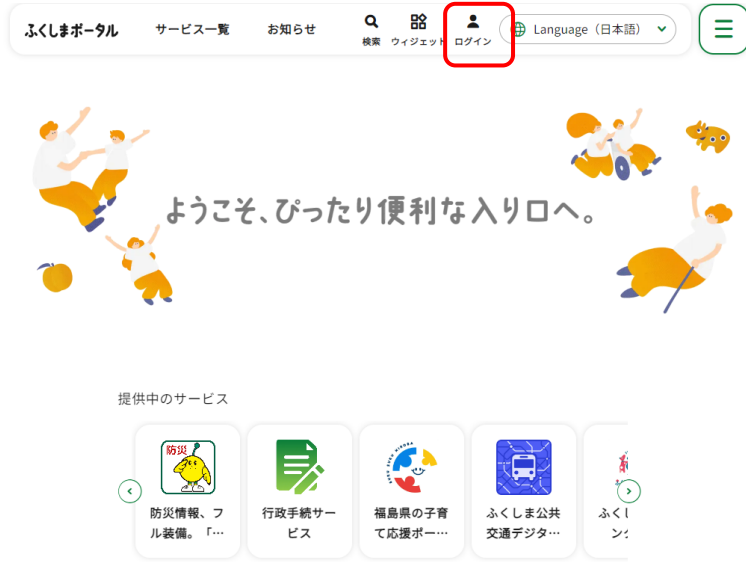 ふくしまポータル
サービス一覧
お知らせ
検索
ウィジェット
ログイン
Language（日本語）
ようこそ、ぴったり便利な入り口へ。
提供中のサービス
防災
防災情報、フ
ル装備。「…
行政手続サー
ビス
福島県の子育
て応援ポー…
ふくしま公共
交通デジタ…
ふくし